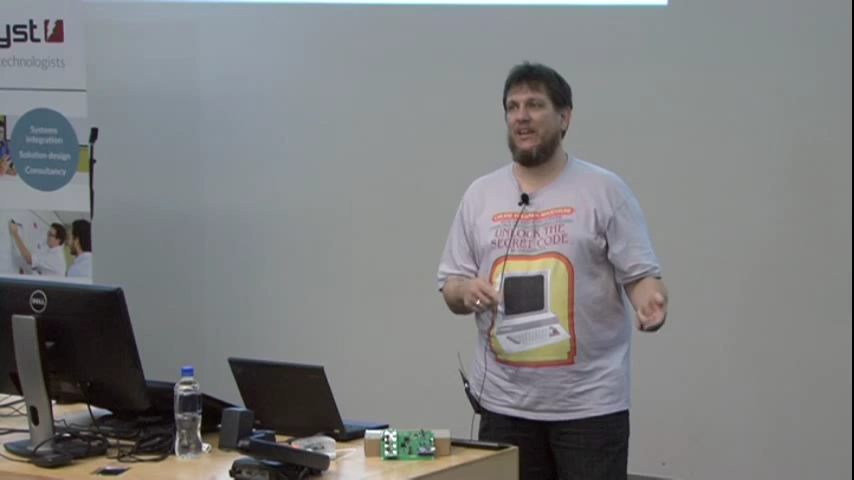 yst
technologists
Systems
integration
Solution design
Consultancy
DELL
UNLOCK THE
SECRET CODE